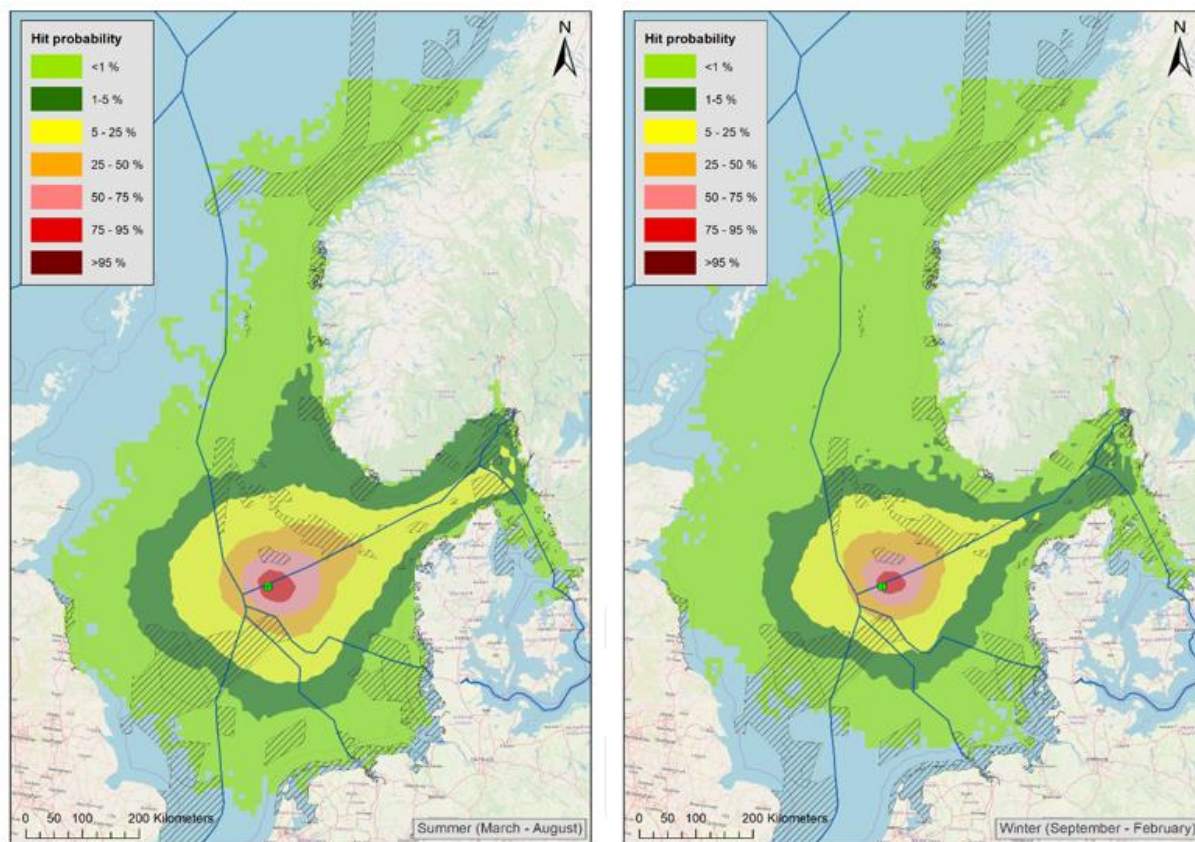 Hit probability
<1 %
1-5 %
5 - 25 %
25 - 50 %
50 - 75 %
75 - 95 %
>95 %
N
0 50 100 200 Kilometers
Summer (March - August)
Hit probability
<1 %
1-5 %
5 - 25 %
25 - 50 %
50 - 75 %
75 - 95 %
>95 %
N
0 50 100 200 Kilometers
Winter (September - February)